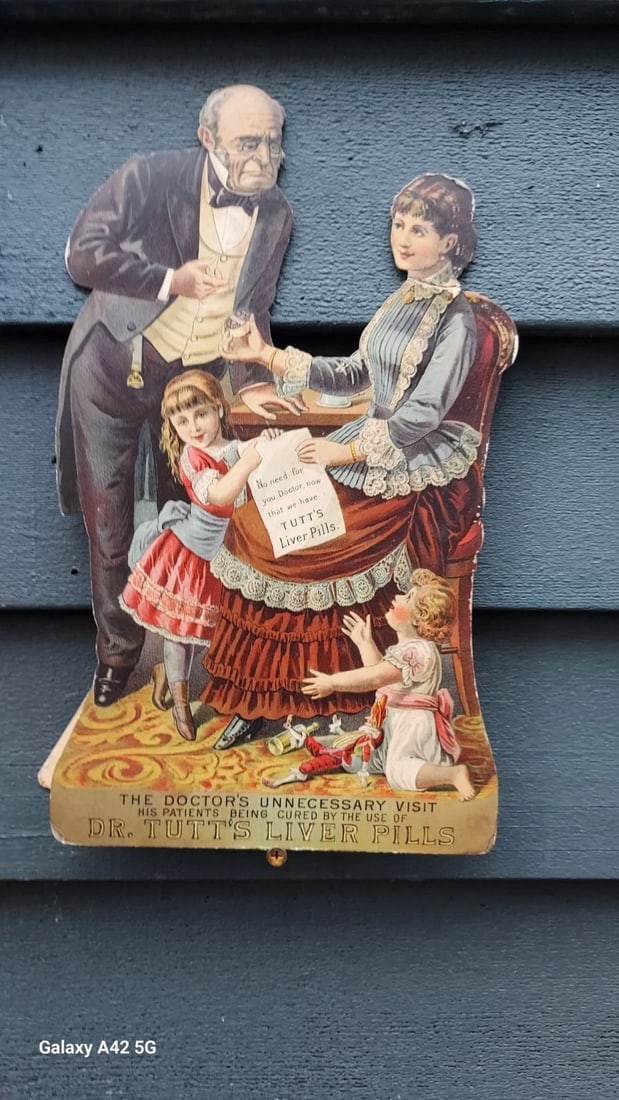 No need for
you Doctor, now
that we have
TUTT'S
Liver Pills.
THE DOCTOR'S UNNECESSARY VISIT
HIS PATIENTS BEING CURED BY THE USE OF
DR. TUTT'S LIVER PILLS
Galaxy A42 5G